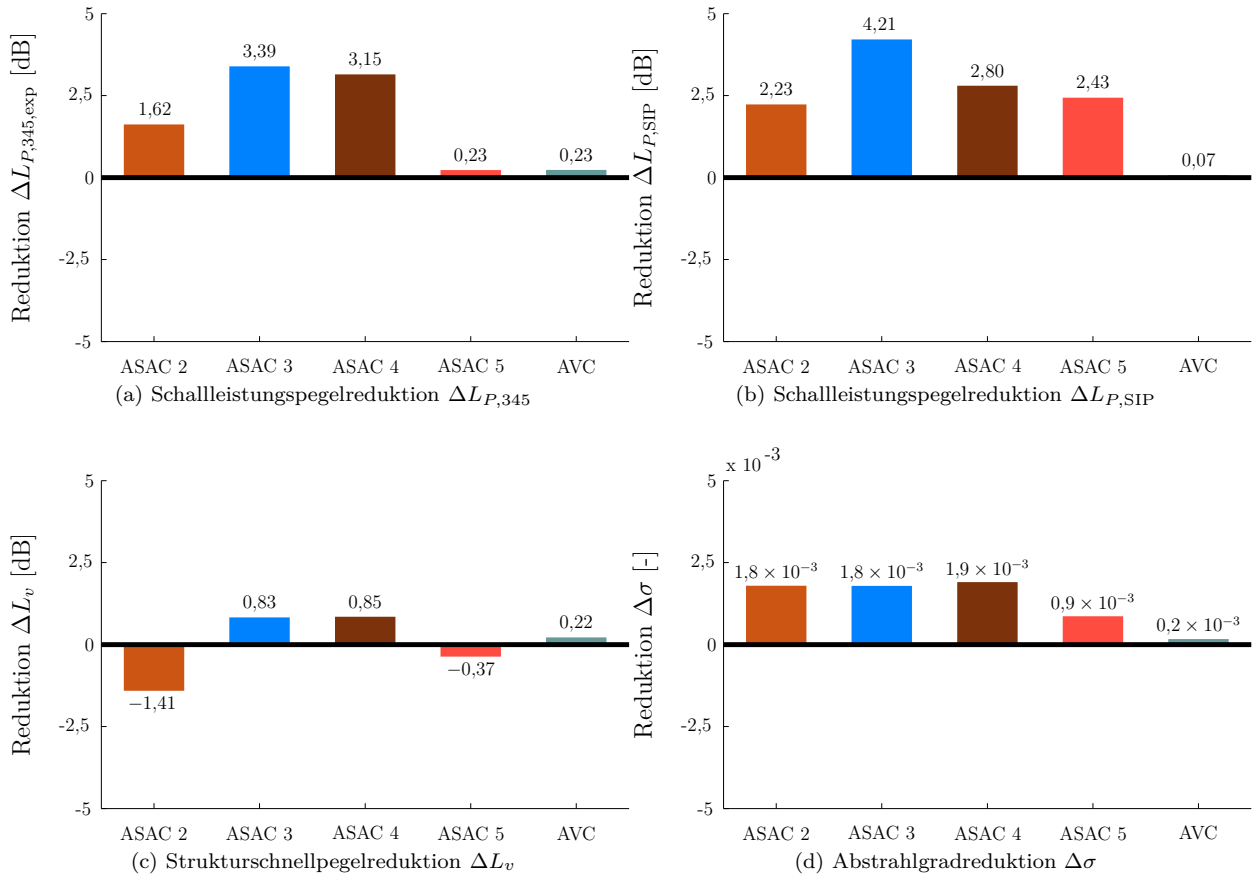 Reduktion ΔL_{P,345,exp} [dB]
5
2,5
0
-2,5
-5
1,62
3,39
3,15
0,23
0,23
ASAC 2 ASAC 3 ASAC 4 ASAC 5 AVC
(a) Schallleistungspegelreduktion ΔL_{P,345}
Reduktion ΔL_{P,SIP} [dB]
5
2,5
0
-2,5
-5
2,23
4,21
2,80
2,43
0,07
ASAC 2 ASAC 3 ASAC 4 ASAC 5 AVC
(b) Schallleistungspegelreduktion ΔL_{P,SIP}
Reduktion ΔL_v [dB]
5
2,5
0
-2,5
-5
−1,41
0,83
0,85
−0,37
0,22
ASAC 2 ASAC 3 ASAC 4 ASAC 5 AVC
(c) Strukturschnellpegelreduktion ΔL_v
Reduktion Δσ [-]
x 10^{-3}
5
2,5
0
-2,5
-5
1,8 × 10^{−3}
1,8 × 10^{−3}
1,9 × 10^{−3}
0,9 × 10^{−3}
0,2 × 10^{−3}
ASAC 2 ASAC 3 ASAC 4 ASAC 5 AVC
(d) Abstrahlgradreduktion Δσ